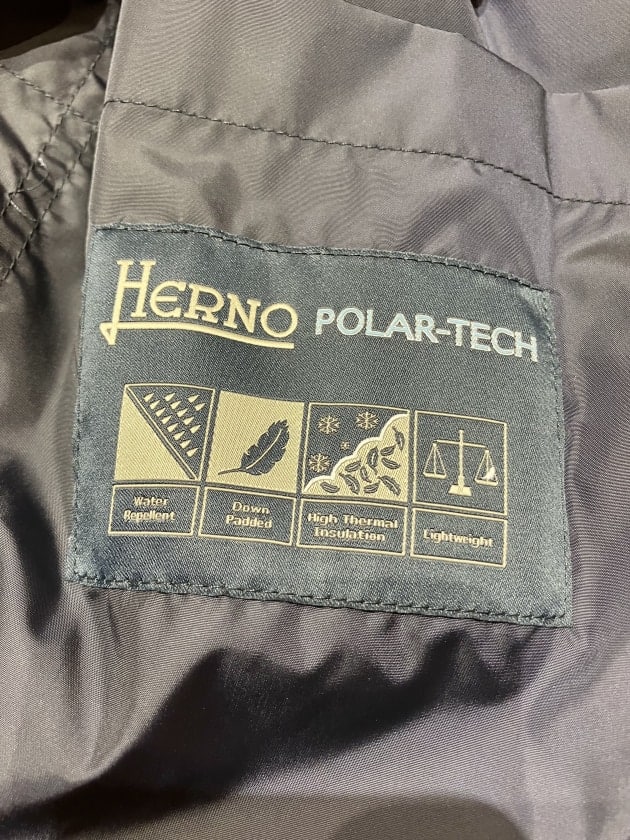 HERNO POLAR-TECH
Water
Repellent
Down
Padded
High Thermal
Insulation
Lightweight